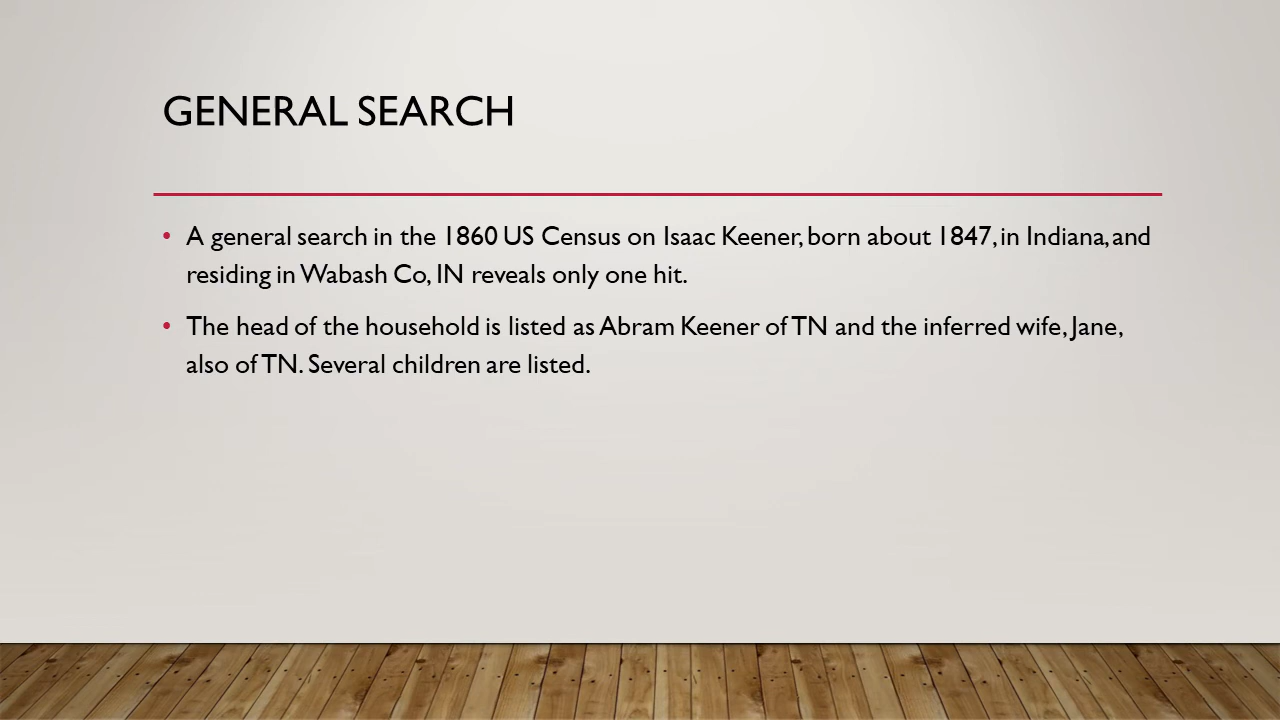 GENERAL SEARCH
• A general search in the 1860 US Census on Isaac Keener, born about 1847, in Indiana, and
residing in Wabash Co, IN reveals only one hit.
• The head of the household is listed as Abram Keener of TN and the inferred wife, Jane,
also of TN. Several children are listed.